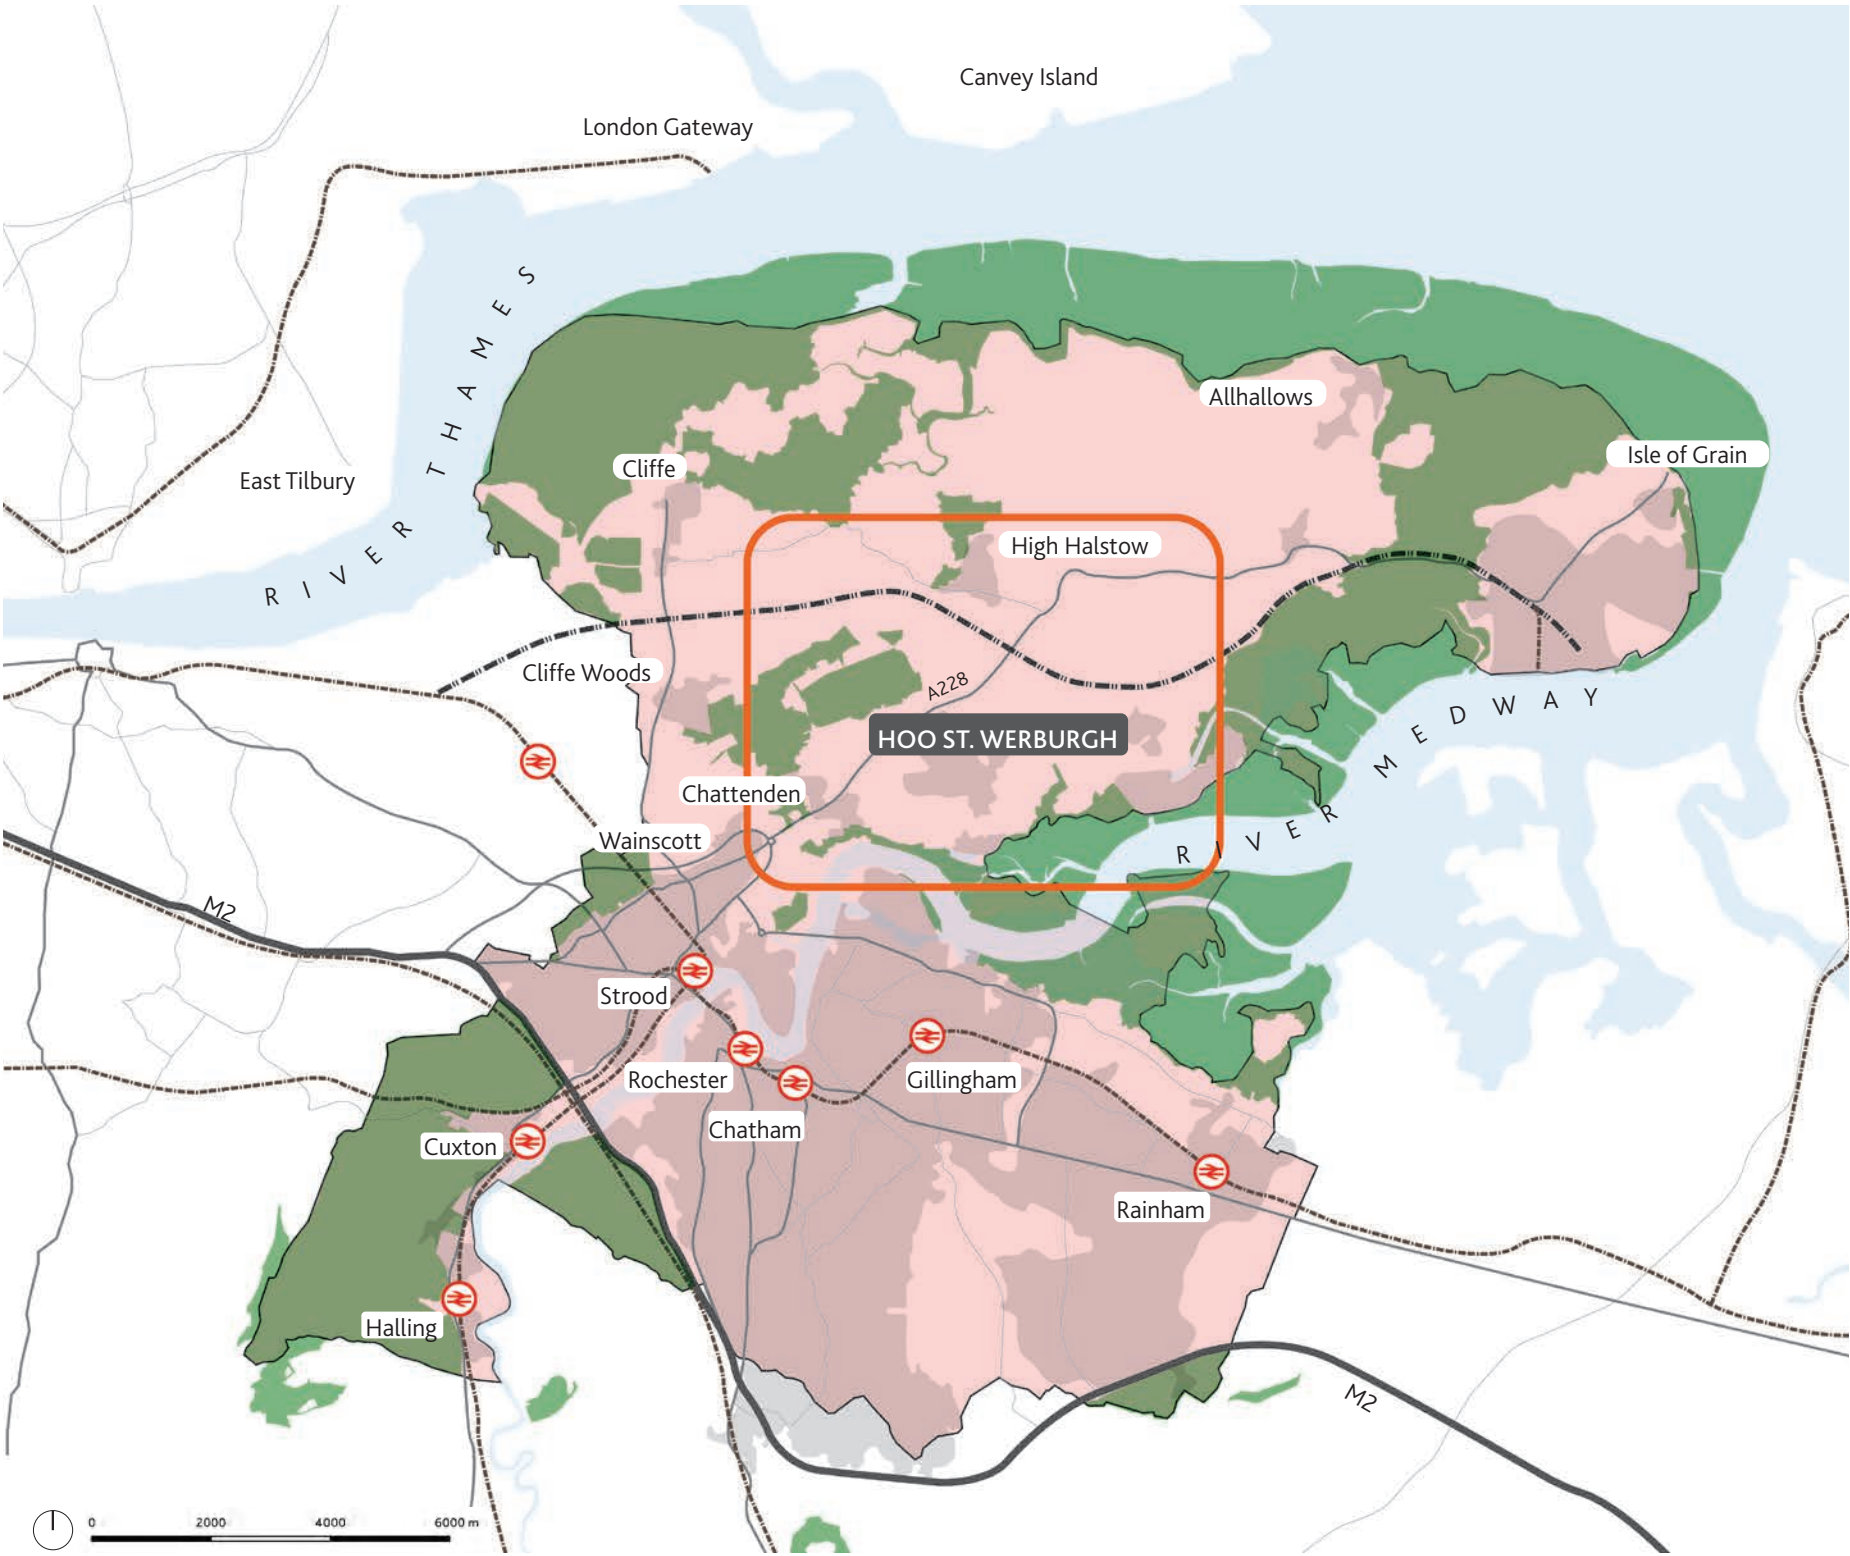 Canvey Island
London Gateway
RIVER THAMES
Allhallows
Isle of Grain
Cliffe
East Tilbury
High Halstow
Cliffe Woods
A228
RIVER MEDWAY
HOO ST. WERBURGH
Chattenden
Wainscott
M2
Strood
Rochester
Gillingham
Chatham
Cuxton
Rainham
Halling
M2
0 2000 4000 6000 m